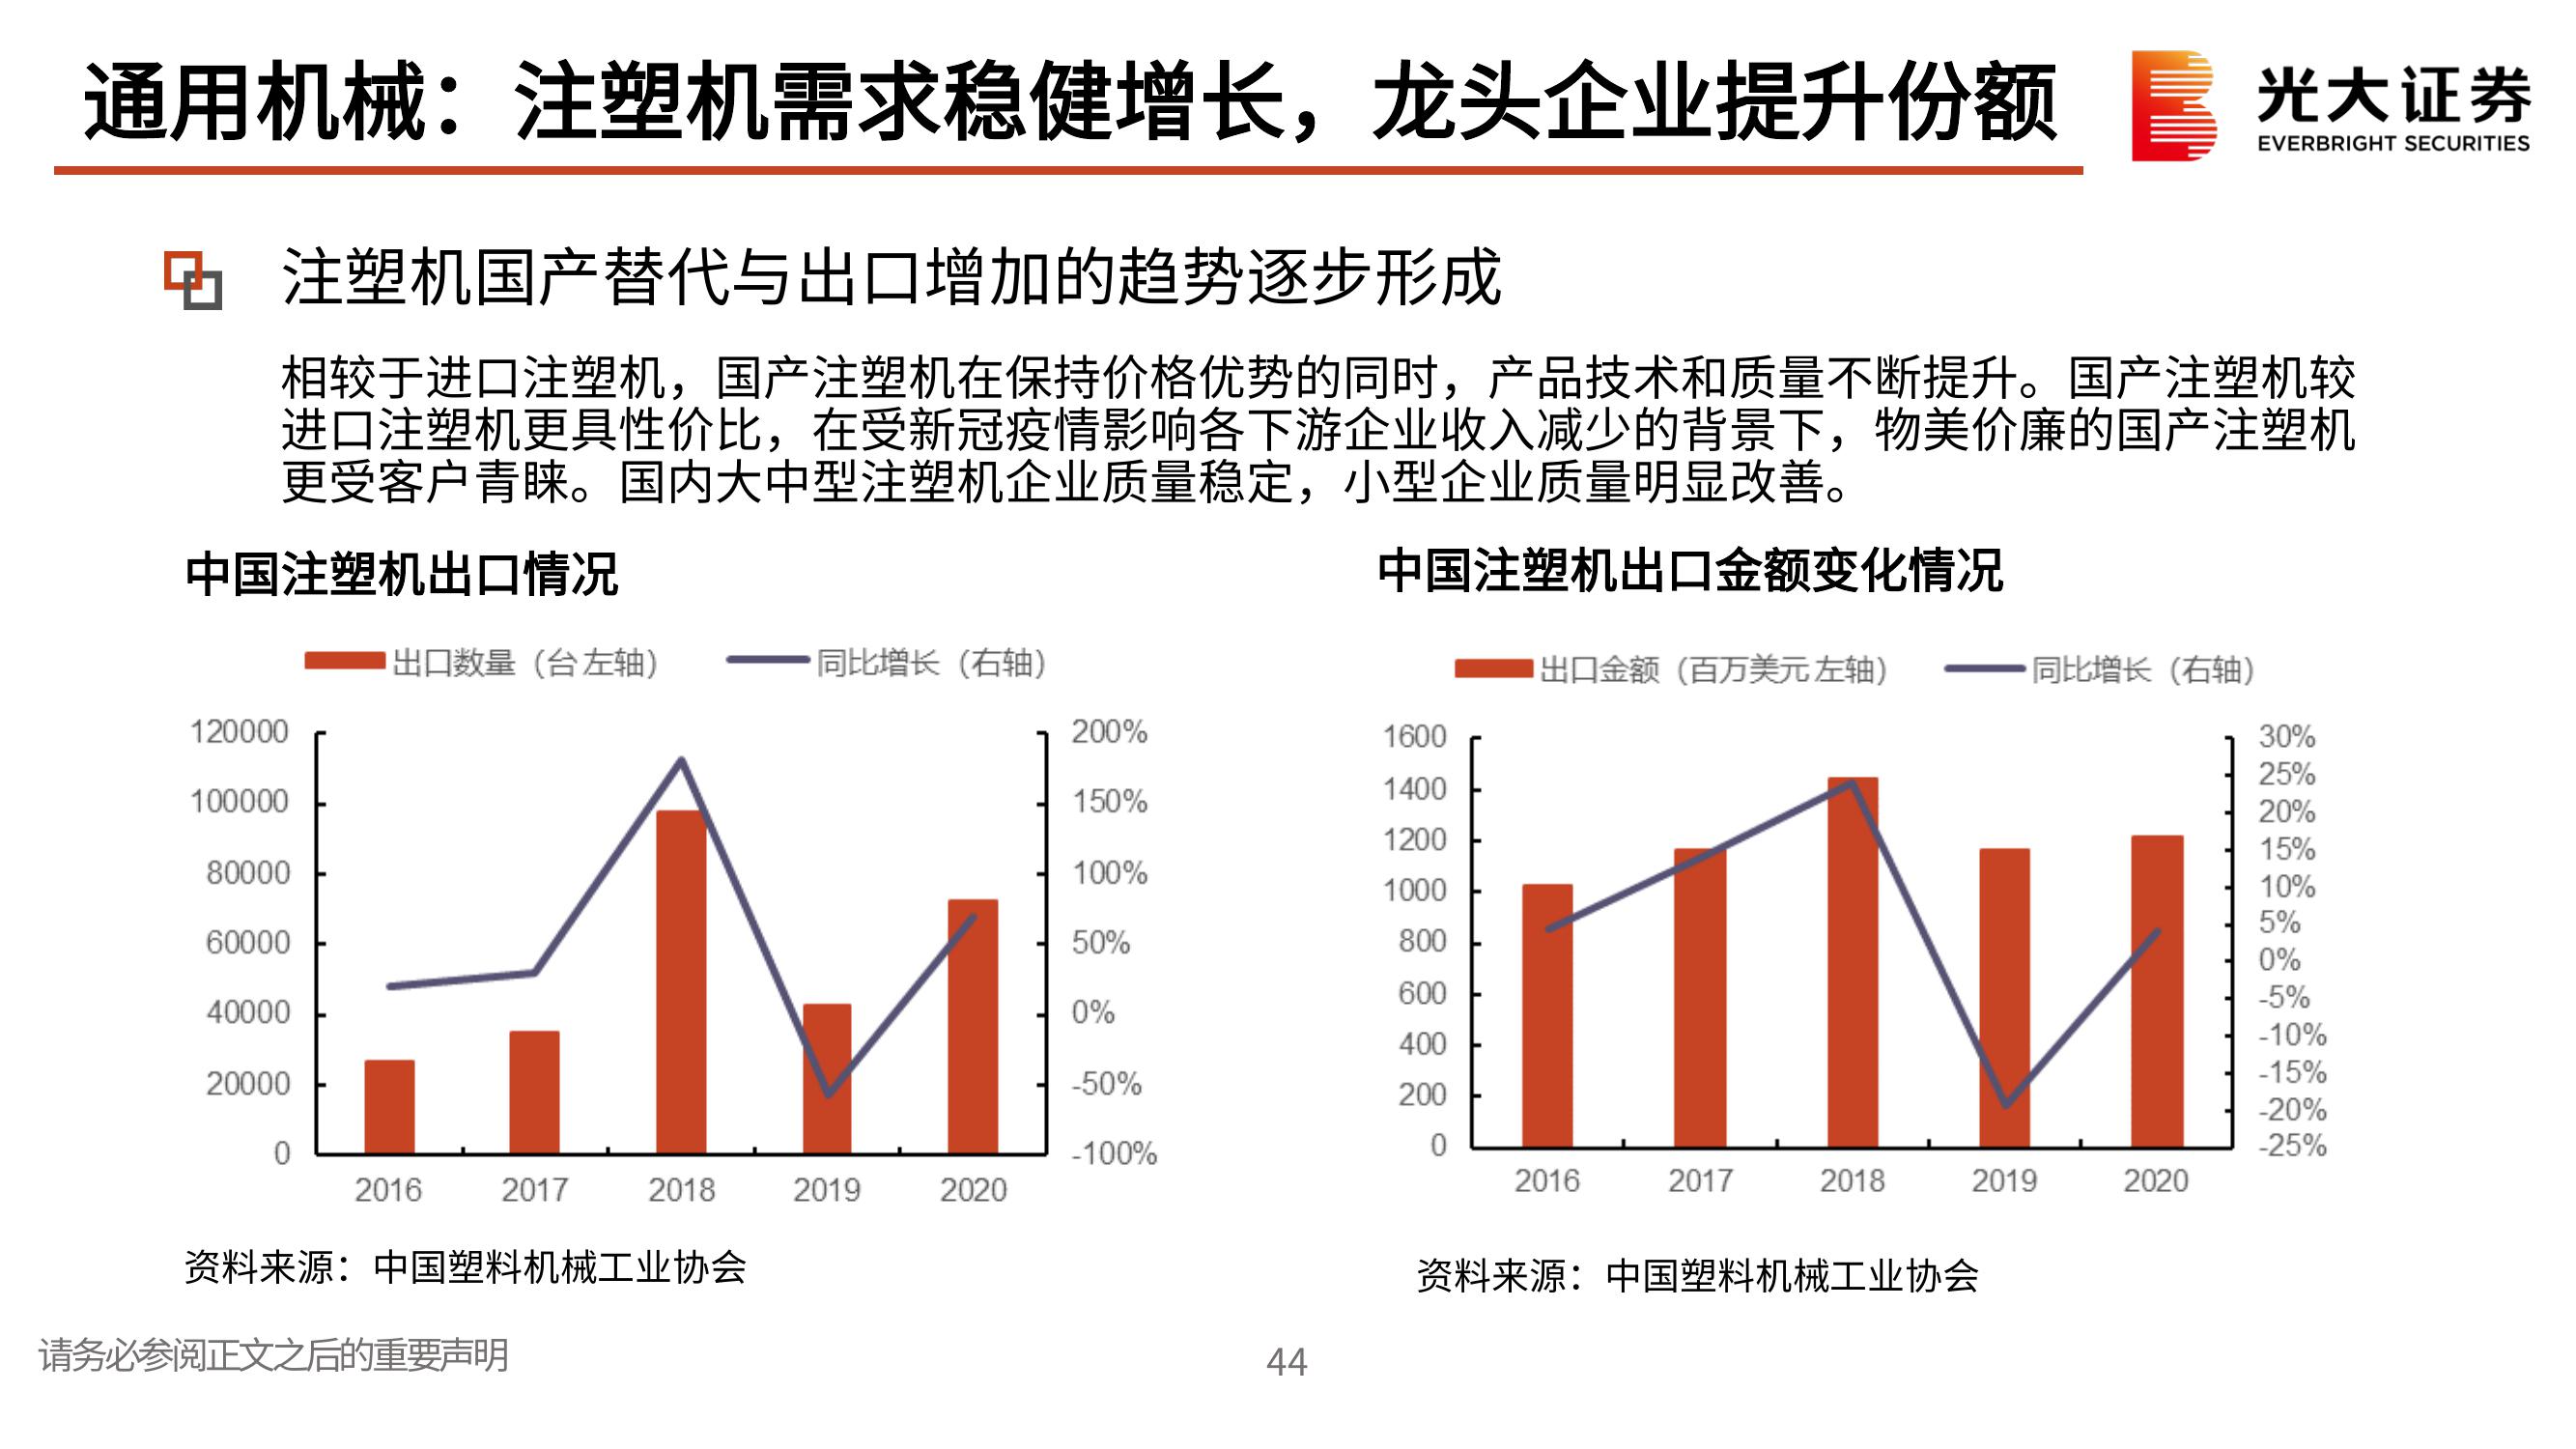 通用机械：注塑机需求稳健增长，龙头企业提升份额
光大证券
EVERBRIGHT SECURITIES
注塑机国产替代与出口增加的趋势逐步形成
相较于进口注塑机，国产注塑机在保持价格优势的同时，产品技术和质量不断提升。国产注塑机较
进口注塑机更具性价比，在受新冠疫情影响各下游企业收入减少的背景下，物美价廉的国产注塑机
更受客户青睐。国内大中型注塑机企业质量稳定，小型企业质量明显改善。
中国注塑机出口情况
出口数量（台 左轴） 同比增长（右轴）
120000 200%
100000 150%
80000 100%
60000 50%
40000 0%
20000 -50%
0 -100%
2016 2017 2018 2019 2020
资料来源：中国塑料机械工业协会
中国注塑机出口金额变化情况
出口金额（百万美元 左轴） 同比增长（右轴）
1600
1400
1200
1000
800
600
400
200
0
30%
25%
20%
15%
10%
5%
0%
-5%
-10%
-15%
-20%
-25%
2016 2017 2018 2019 2020
资料来源：中国塑料机械工业协会
请务必参阅正文之后的重要声明
44